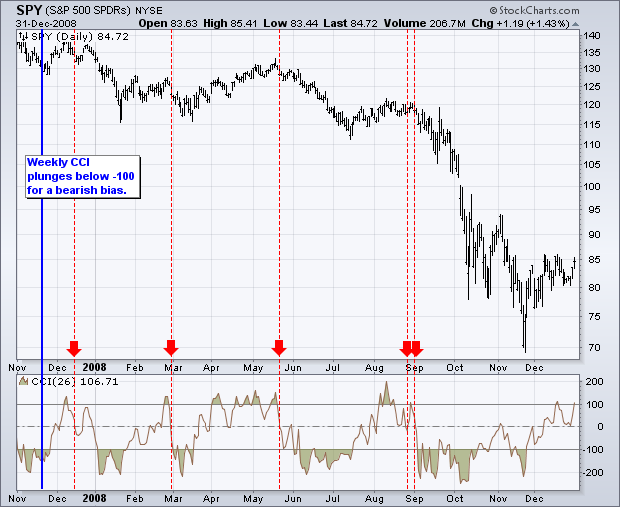 SPY (S&P 500 SPDRs) NYSE © StockCharts.com
31-Dec-2008 Open 83.63 High 85.41 Low 83.44 Last 84.72 Volume 206.7M Chg +1.19 (+1.43%)
SPY (Daily) 84.72
140
135
130
125
120
115
110
105
100
95
90
85
80
75
70
Weekly CCI
plunges below -100
for a bearish bias.
Nov Dec 2008 Feb Mar Apr May Jun Jul Aug Sep Oct Nov Dec
CCI(26) 106.71
200
100
0
-100
-200
Nov Dec 2008 Feb Mar Apr May Jun Jul Aug Sep Oct Nov Dec